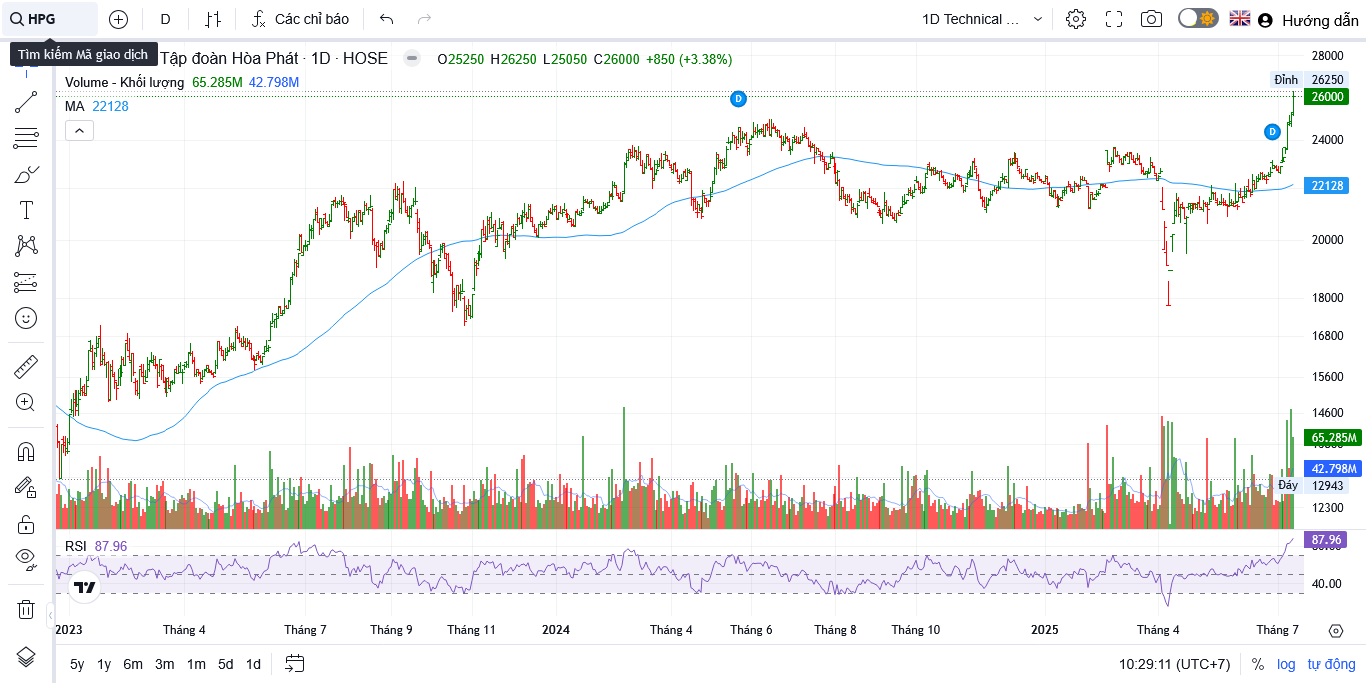 HPG
D
Các chỉ báo
1D Technical ...
Hướng dẫn
Tìm kiếm Mã giao dịch
Tập đoàn Hòa Phát · 1D · HOSE
O25250 H26250 L25050 C26000 +850 (+3.38%)
Volume - Khối lượng 65.285M 42.798M
MA 22128
D
D
28000
Đỉnh 26250
26000
24000
22128
20000
18000
16800
15600
14600
65.285M
42.798M
Đáy 12943
12300
RSI 87.96
87.96
40.00
2023
Tháng 4
Tháng 7
Tháng 9
Tháng 11
2024
Tháng 4
Tháng 6
Tháng 8
Tháng 10
2025
Tháng 4
Tháng 7
5y 1y 6m 3m 1m 5d 1d
10:29:11 (UTC+7)
% log tự động